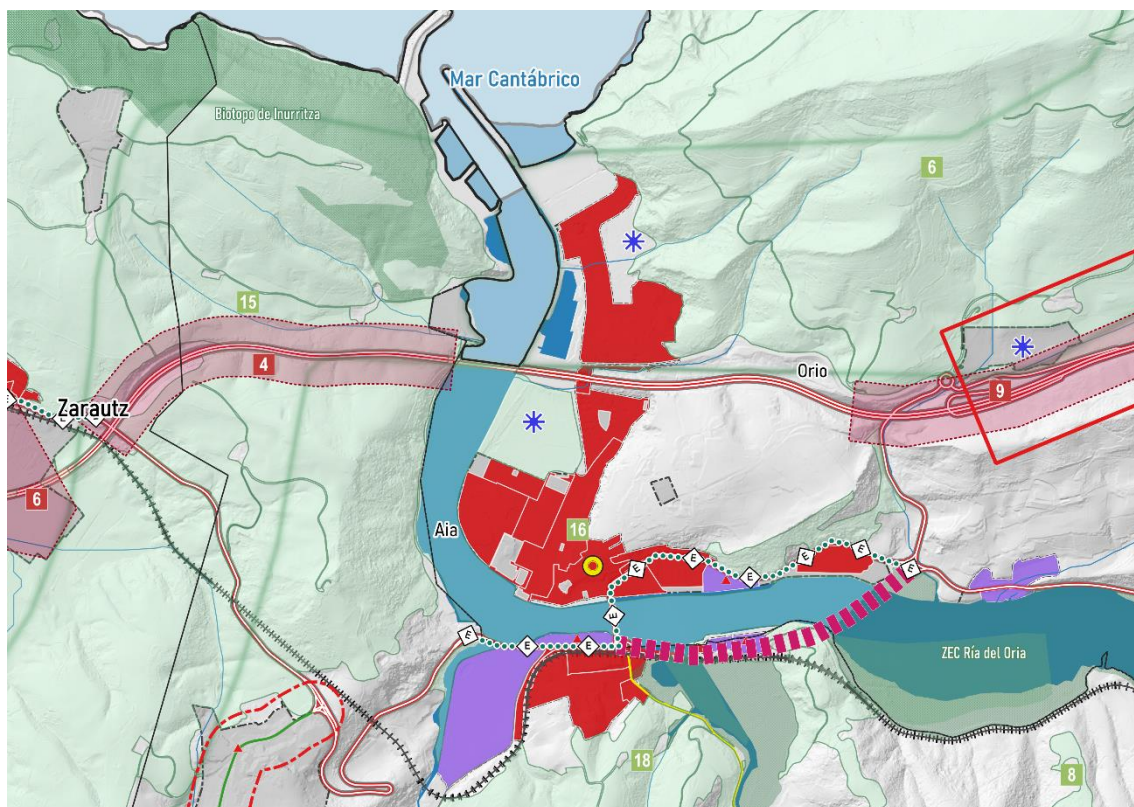 Mar Cantábrico
Biotopo de Inurritza
6
15
4
Orio
9
Zarautz
E
E
E
6
Aia
16
E
E
E
E
E
E
E
E
E
E
ZEC Ría del Oria
18
8